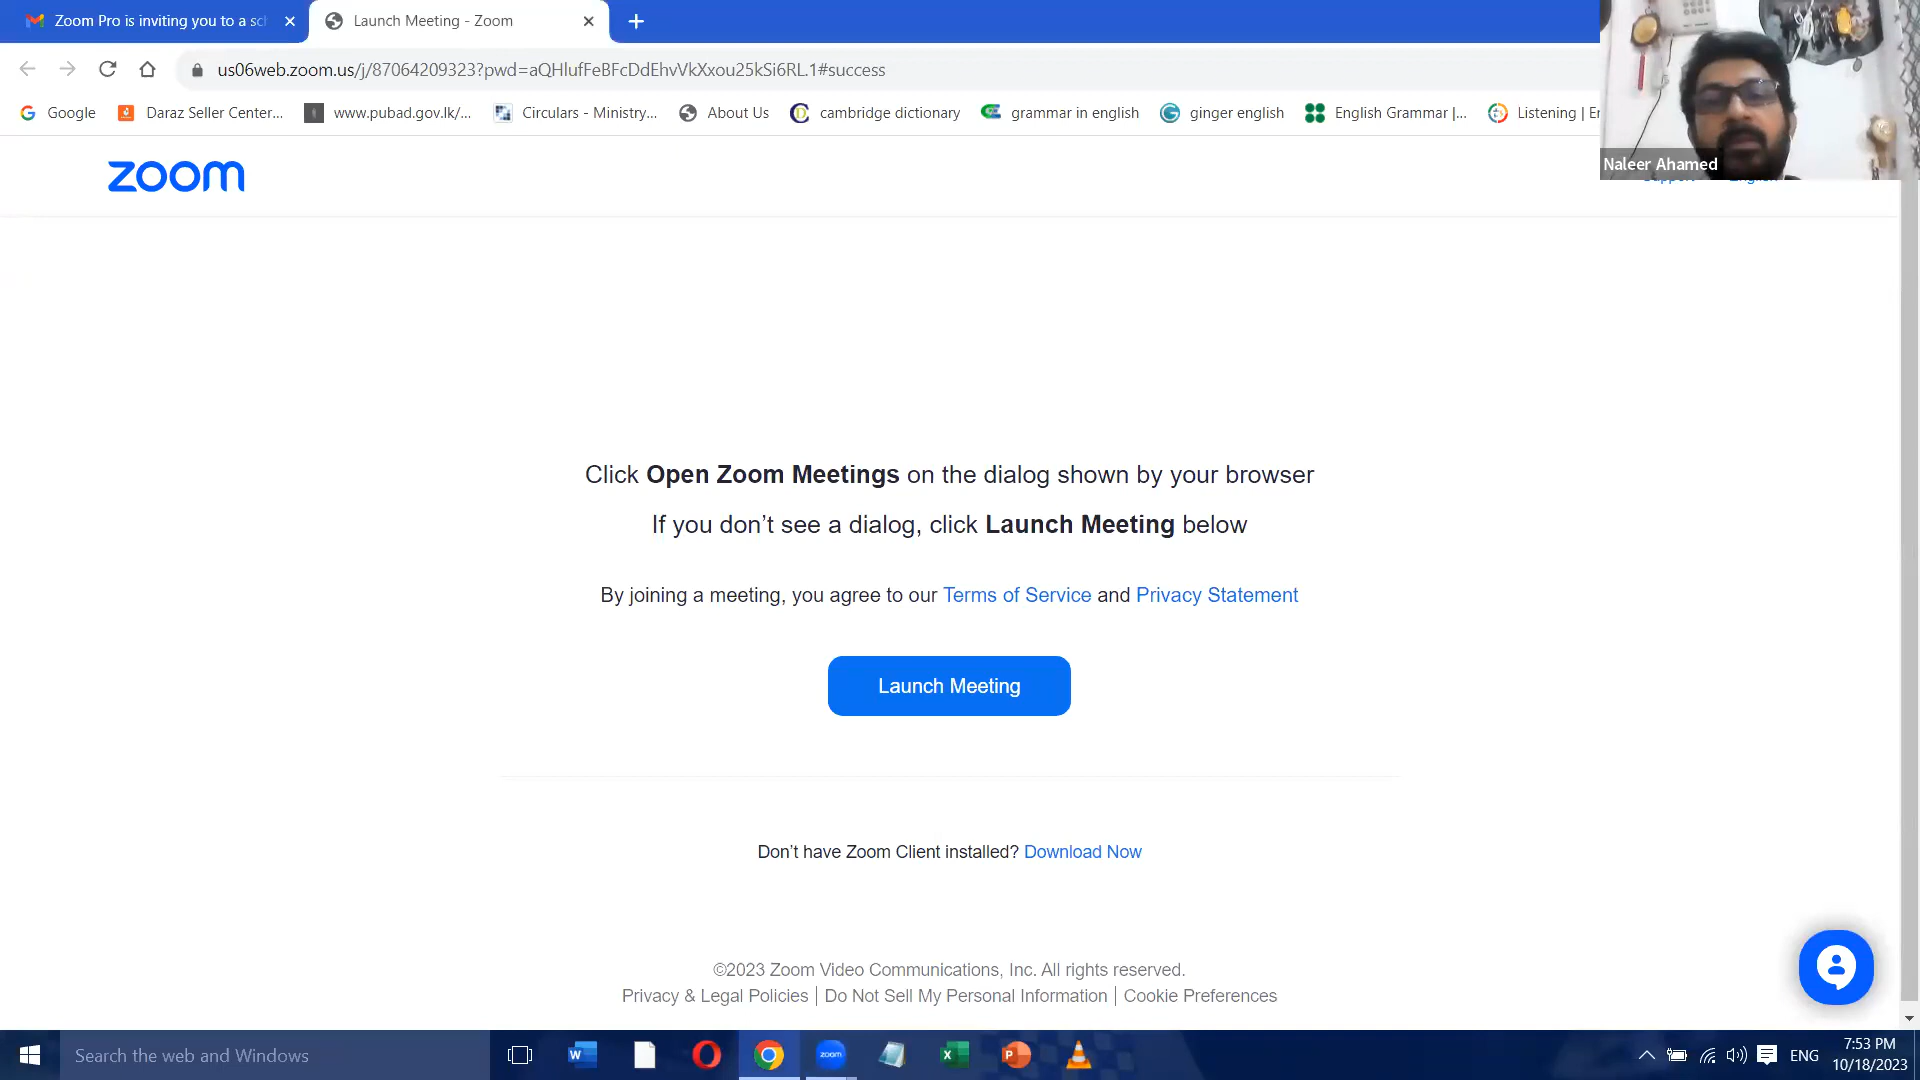 Zoom Pro is inviting you to a sch
Launch Meeting - Zoom
us06web.zoom.us/j/87064209323?pwd=aQHlufFeBFcDdEhvVkXxou25kSi6RL.1#success
Google
Daraz Seller Center...
www.pubad.gov.lk/...
Circulars - Ministry...
About Us
cambridge dictionary
grammar in english
ginger english
English Grammar |...
Listening | Er
Naleer Ahamed
zoom
Support
English
Click Open Zoom Meetings on the dialog shown by your browser
If you don’t see a dialog, click Launch Meeting below
By joining a meeting, you agree to our Terms of Service and Privacy Statement
Launch Meeting
Don’t have Zoom Client installed? Download Now
©2023 Zoom Video Communications, Inc. All rights reserved.
Privacy & Legal Policies | Do Not Sell My Personal Information | Cookie Preferences
Search the web and Windows
zoom
ENG
7:53 PM
10/18/2023